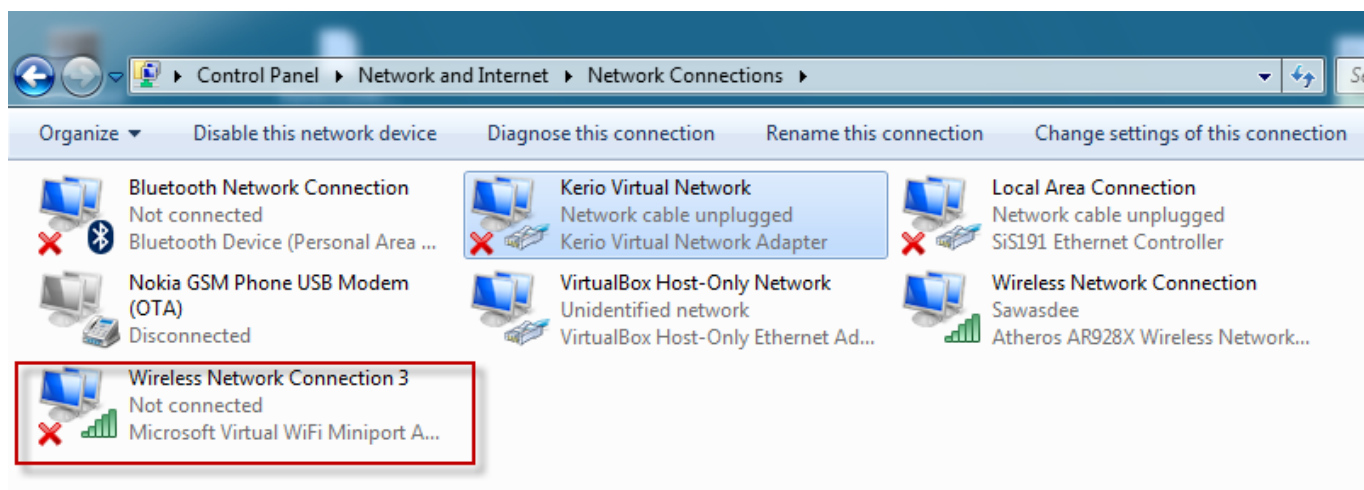 Control Panel Network and Internet Network Connections
Organize Disable this network device Diagnose this connection Rename this connection Change settings of this connection
Bluetooth Network Connection
Not connected
Bluetooth Device (Personal Area ...
Kerio Virtual Network
Network cable unplugged
Kerio Virtual Network Adapter
Local Area Connection
Network cable unplugged
SiS191 Ethernet Controller
Nokia GSM Phone USB Modem
(OTA)
Disconnected
VirtualBox Host-Only Network
Unidentified network
VirtualBox Host-Only Ethernet Ad...
Wireless Network Connection
Sawasdee
Atheros AR928X Wireless Network...
Wireless Network Connection 3
Not connected
Microsoft Virtual WiFi Miniport A...